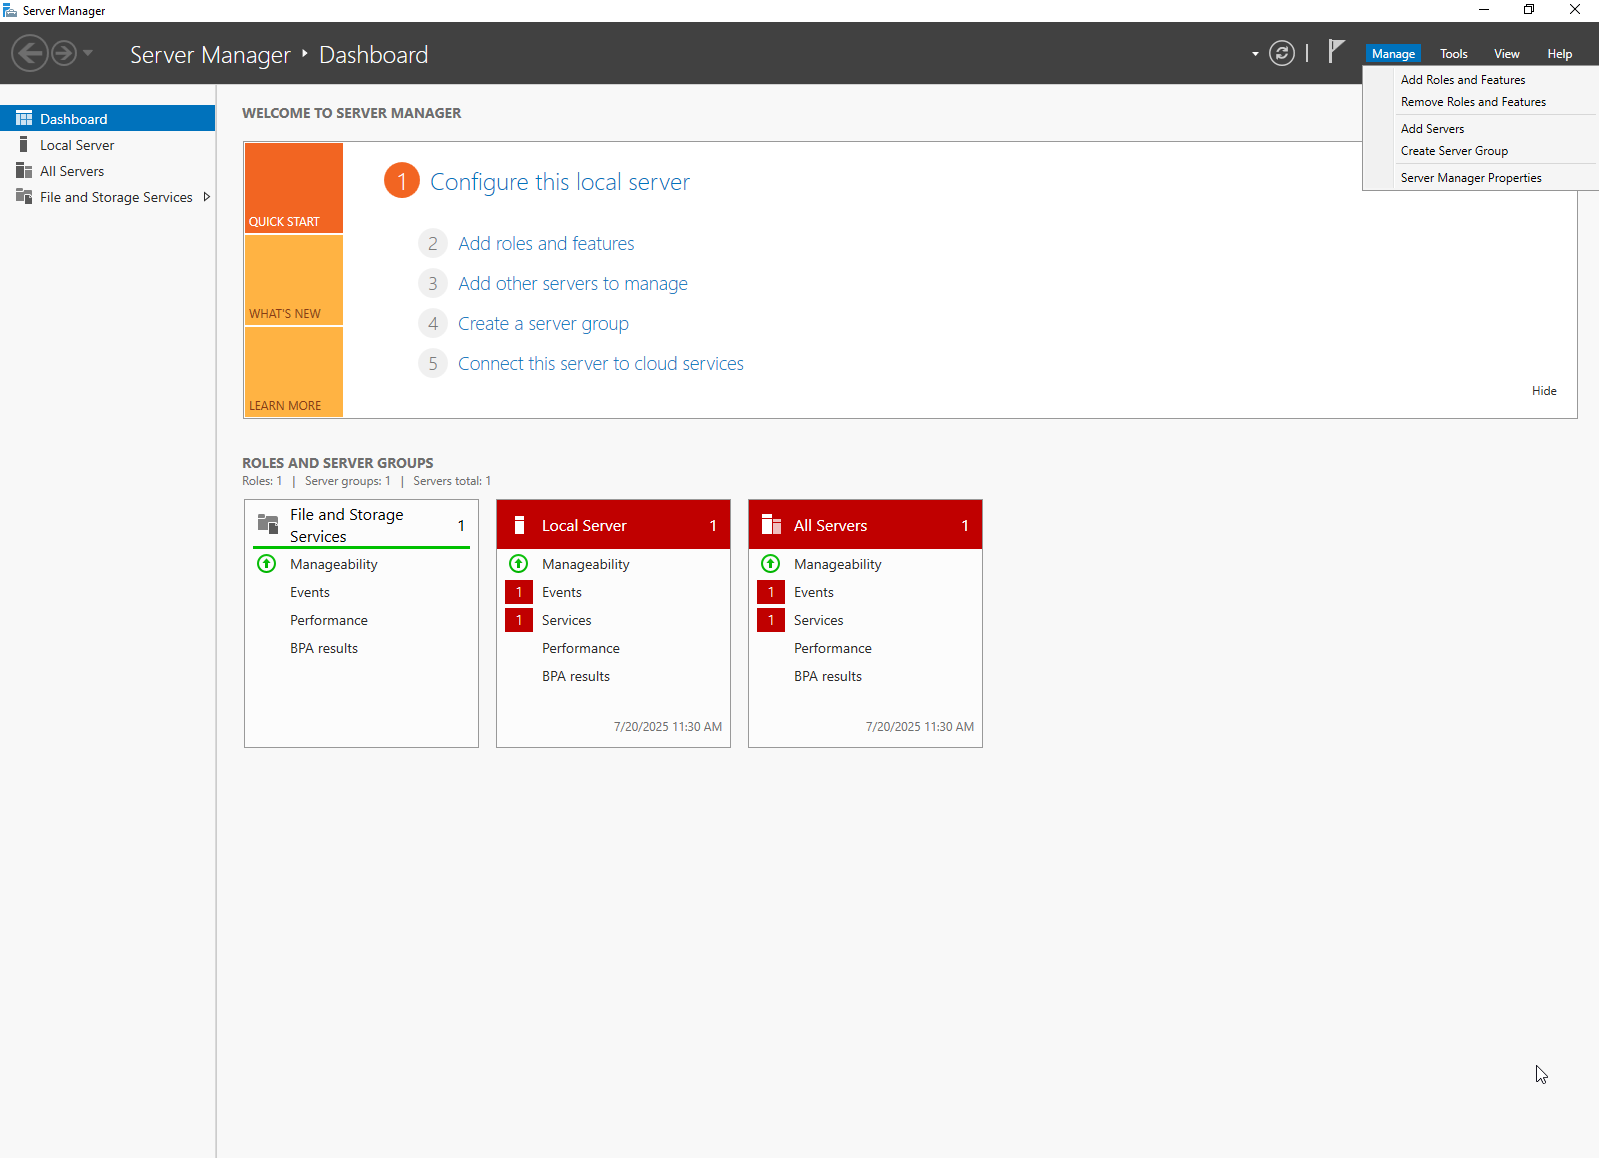 Server Manager
Server Manager ‣ Dashboard
Manage Tools View Help
Add Roles and Features
Remove Roles and Features
Add Servers
Create Server Group
Server Manager Properties
Dashboard
Local Server
All Servers
File and Storage Services
WELCOME TO SERVER MANAGER
QUICK START
WHAT'S NEW
LEARN MORE
1 Configure this local server
2 Add roles and features
3 Add other servers to manage
4 Create a server group
5 Connect this server to cloud services
Hide
ROLES AND SERVER GROUPS
Roles: 1 | Server groups: 1 | Servers total: 1
File and Storage
Services 1
Manageability
Events
Performance
BPA results
Local Server 1
Manageability
1 Events
1 Services
Performance
BPA results
7/20/2025 11:30 AM
All Servers 1
Manageability
1 Events
1 Services
Performance
BPA results
7/20/2025 11:30 AM